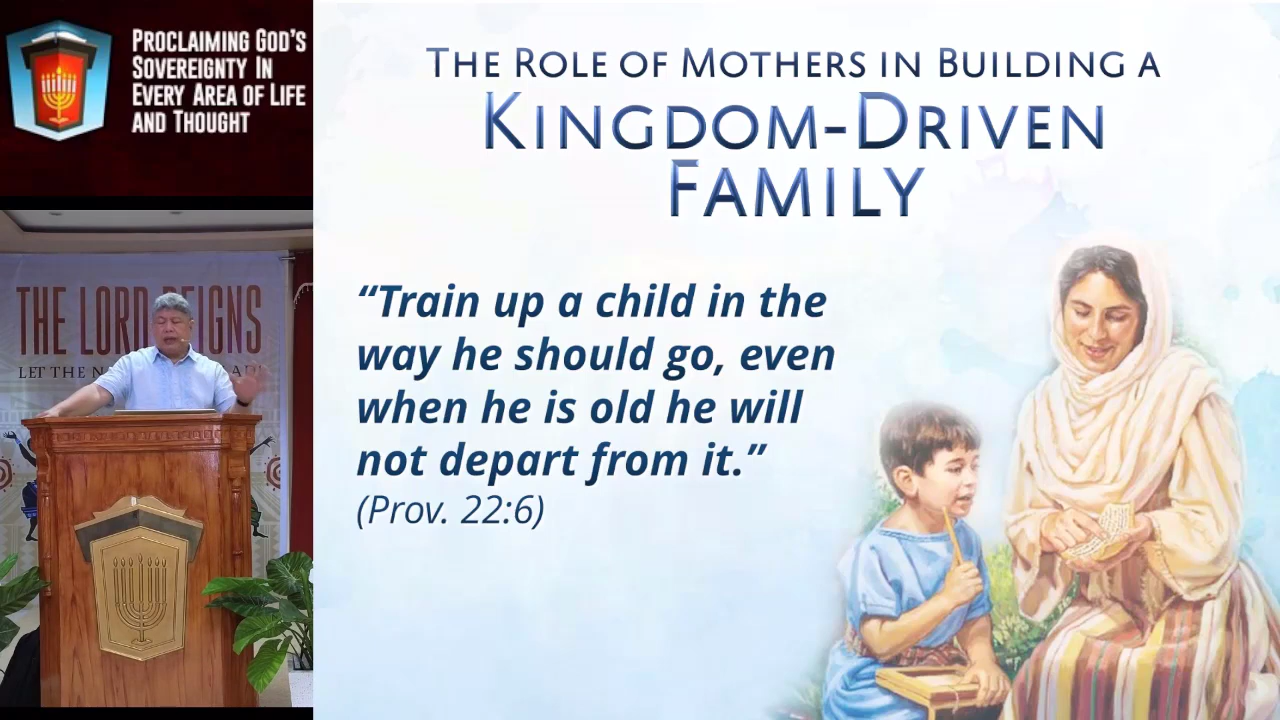 PROCLAIMING GOD'S
SOVEREIGNTY IN
EVERY AREA OF LIFE
AND THOUGHT
THE LORD REIGNS
LET THE
THE ROLE OF MOTHERS IN BUILDING A
KINGDOM-DRIVEN
FAMILY
“Train up a child in the
way he should go, even
when he is old he will
not depart from it.”
(Prov. 22:6)